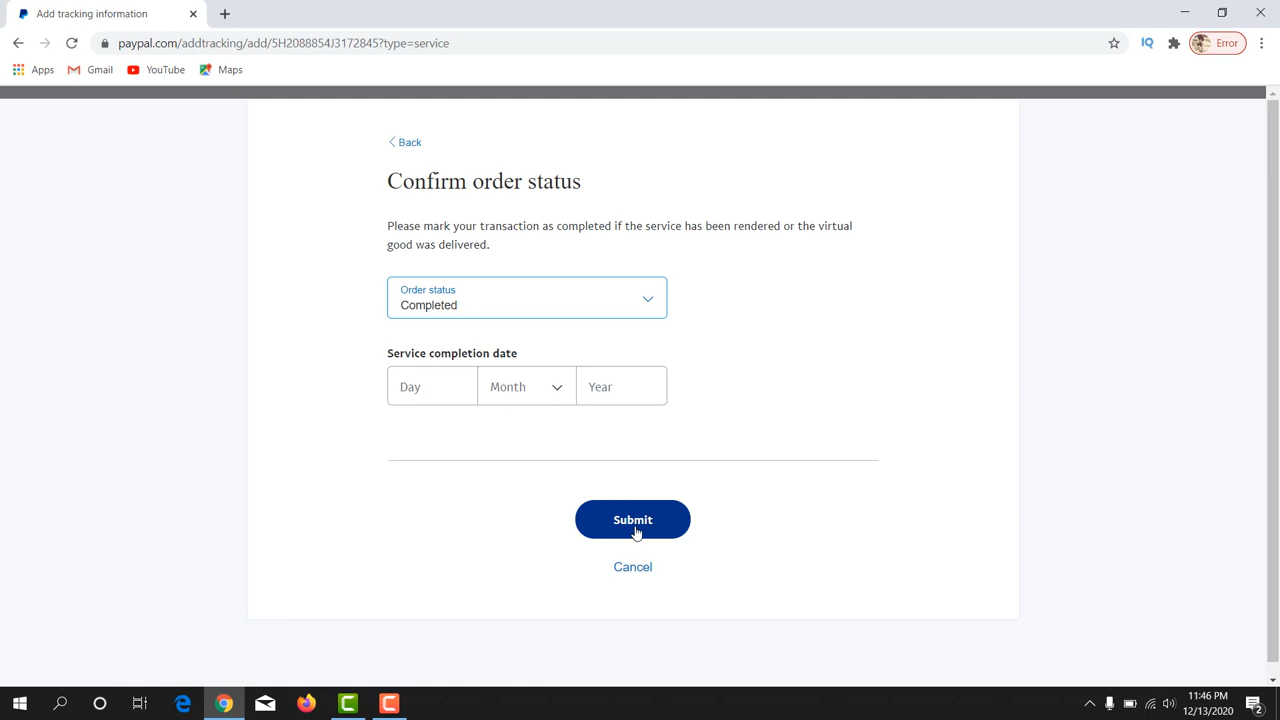 Add tracking information
paypal.com/addtracking/add/5H2088854J3172845?type=service
IQ
Error
Apps
Gmail
YouTube
Maps
Back
Confirm order status
Please mark your transaction as completed if the service has been rendered or the virtual
good was delivered.
Order status
Completed
Service completion date
Day
Month
Year
Submit
Cancel
11:46 PM
12/13/2020
2